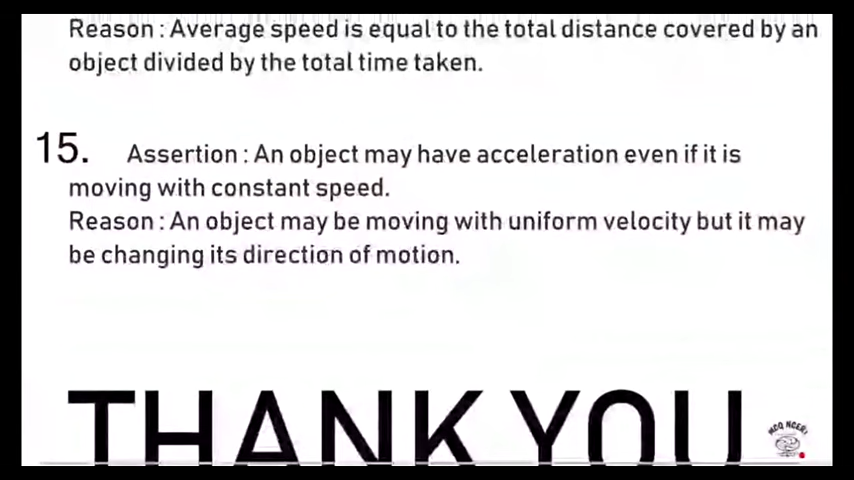 Reason : Average speed is equal to the total distance covered by an
object divided by the total time taken.
15. Assertion : An object may have acceleration even if it is
moving with constant speed.
Reason : An object may be moving with uniform velocity but it may
be changing its direction of motion.
THANK YOU
MCQ NCERT